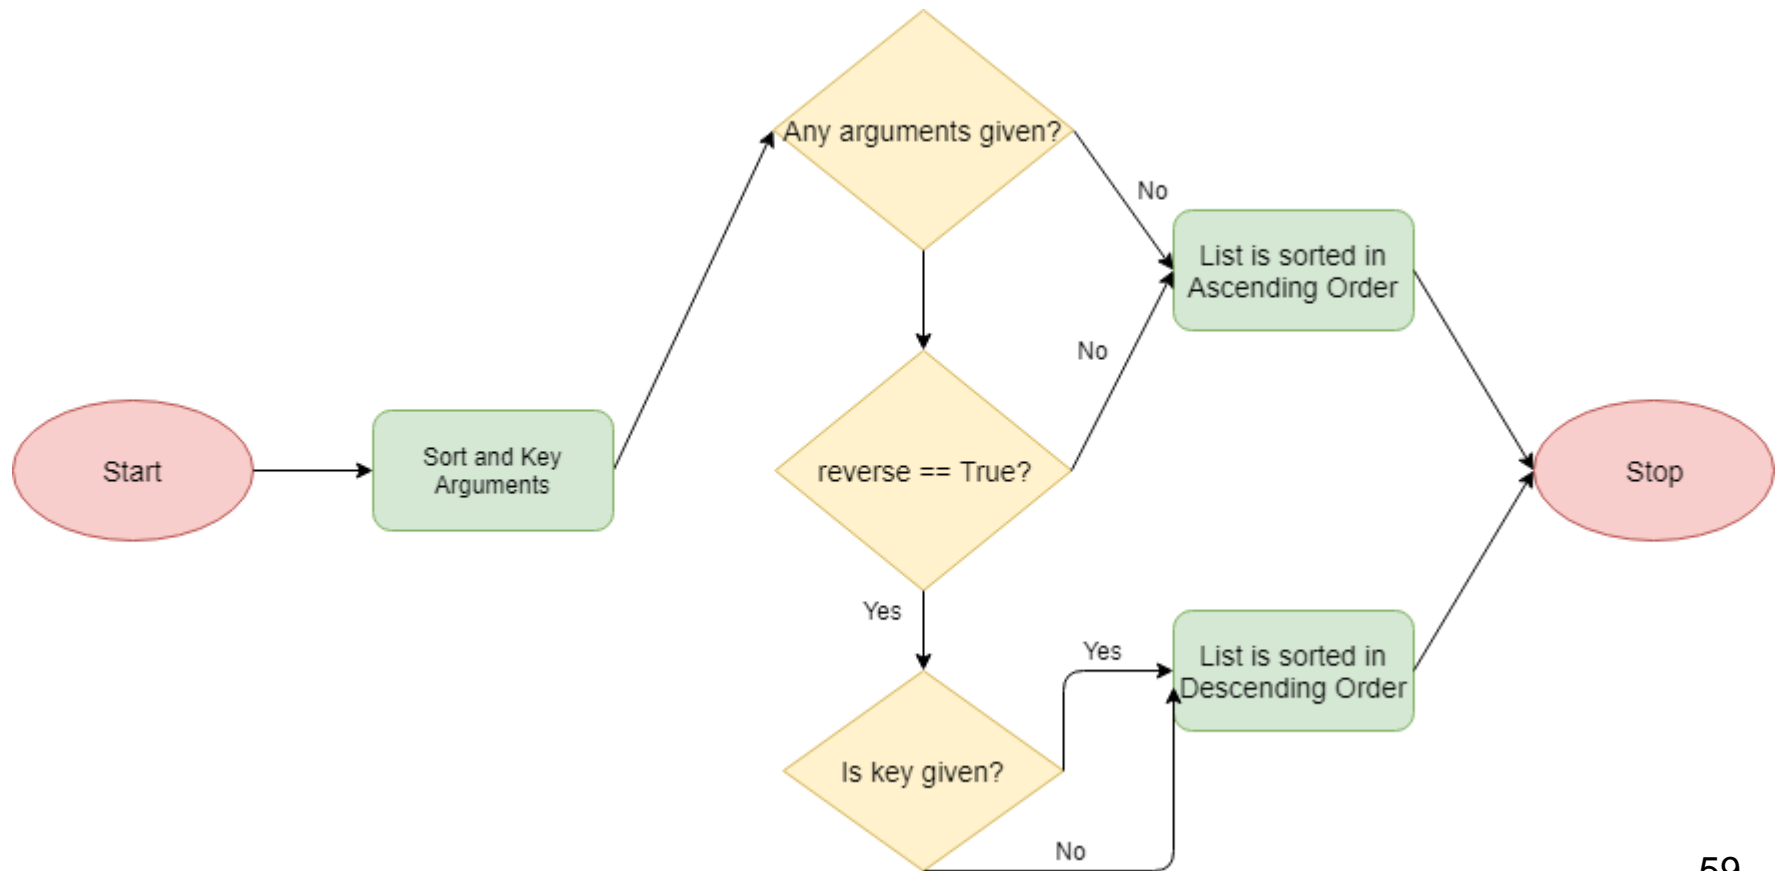 Any arguments given?
No
List is sorted in
Ascending Order
No
Start
Sort and Key
Arguments
reverse == True?
Stop
Yes
Yes
List is sorted in
Descending Order
Is key given?
No
59